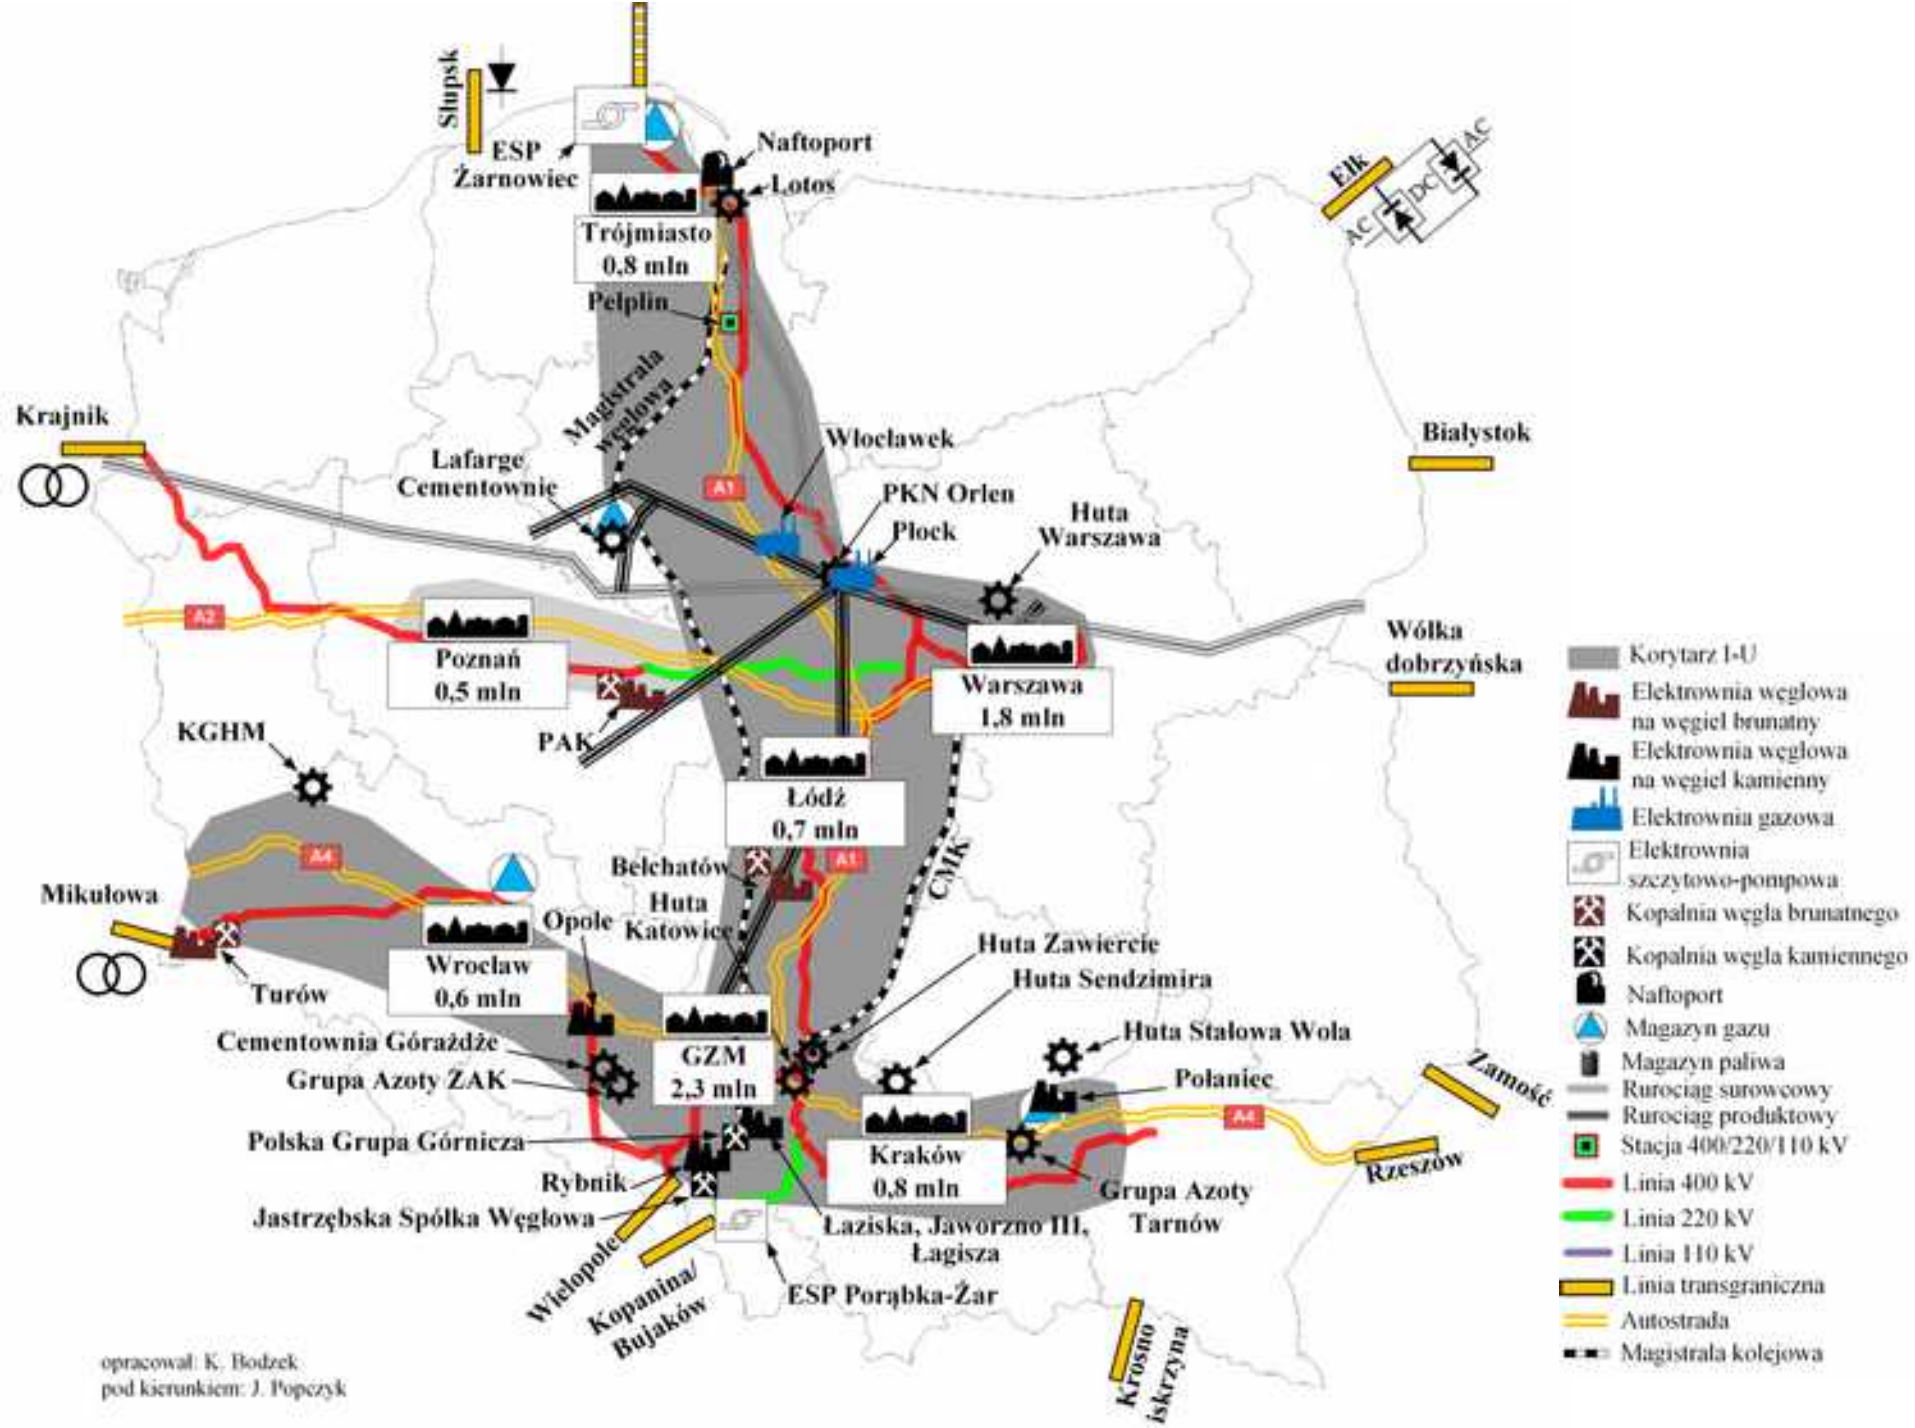 Słupsk
ESP
Żarnowiec
Naftoport
Lotos
Trójmiasto
0,8 mln
Pelplin
Ełk
AC
DC
AC
Magistrala
węglowa
Krajnik
Lafarge
Cementownie
A1
Włocławek
PKN Orlen
Płock
Huta
Warszawa
Białystok
A2
Poznań
0,5 mln
PAK
Warszawa
1,8 mln
Wólka
dobrzyńska
KGHM
Łódź
0,7 mln
A4
Bełchatów
A1
CMK
Mikułowa
Turów
Wrocław
0,6 mln
Opole
Huta
Katowice
Huta Zawiercie
Huta Sendzimira
Huta Stalowa Wola
Cementownia Górażdże
Grupa Azoty ZAK
GZM
2,3 mln
Połaniec
A4
Zamość
Rzeszów
Polska Grupa Górnicza
Rybnik
Jastrzębska Spółka Węglowa
Kraków
0,8 mln
Grupa Azoty
Tarnów
Łaziska, Jaworzno III,
Łagisza
Wielopole
Kopanina/
Bujaków
ESP Porąbka-Żar
Krosno
iskrzyna
Korytarz I-U
Elektrownia węglowa
na węgiel brunatny
Elektrownia węglowa
na węgiel kamienny
Elektrownia gazowa
Elektrownia
szczytowo-pompowa
Kopalnia węgla brunatnego
Kopalnia węgla kamiennego
Naftoport
Magazyn gazu
Magazyn paliwa
Rurociąg surowcowy
Rurociąg produktowy
Stacja 400/220/110 kV
Linia 400 kV
Linia 220 kV
Linia 110 kV
Linia transgraniczna
Autostrada
Magistrala kolejowa
opracował: K. Bodzek
pod kierunkiem: J. Popczyk